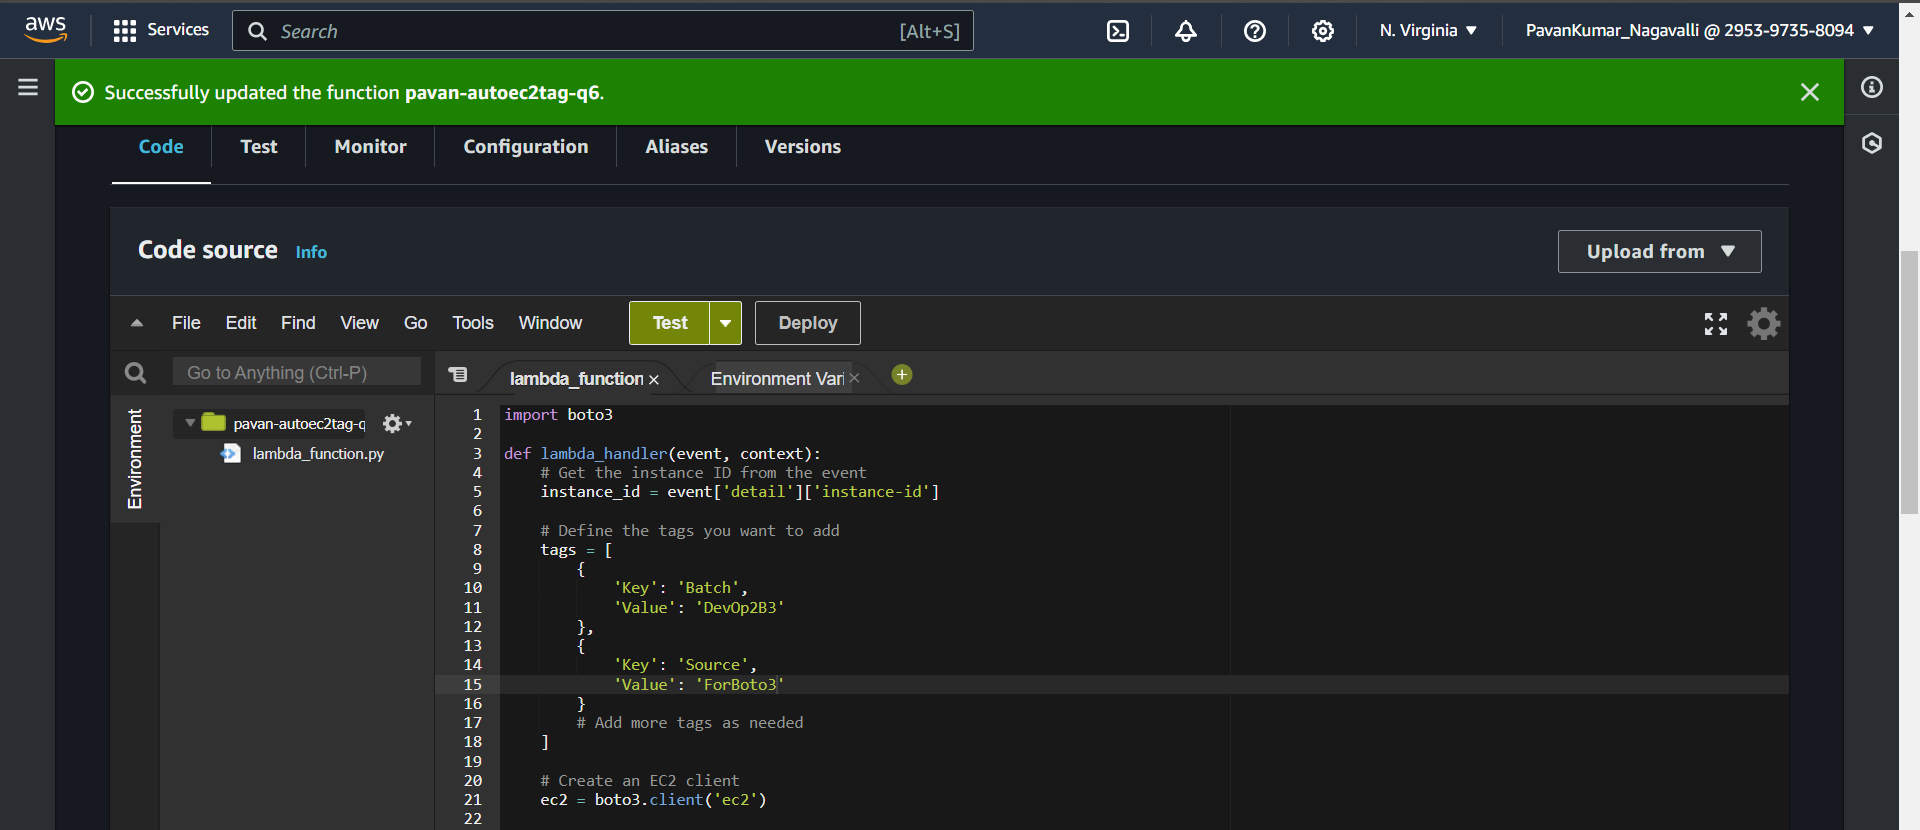 aws
Services
Search
[Alt+S]
N. Virginia
PavanKumar_Nagavalli @ 2953-9735-8094
Successfully updated the function pavan-autoec2tag-q6.
Code
Test
Monitor
Configuration
Aliases
Versions
Code source
Info
Upload from
File
Edit
Find
View
Go
Tools
Window
Test
Deploy
Go to Anything (Ctrl-P)
lambda_function
Environment Vari
Environment
pavan-autoec2tag-q
lambda_function.py
1 import boto3
2
3 def lambda_handler(event, context):
4     # Get the instance ID from the event
5     instance_id = event['detail']['instance-id']
6
7     # Define the tags you want to add
8     tags = [
9         {
10             'Key': 'Batch',
11             'Value': 'DevOp2B3'
12         },
13         {
14             'Key': 'Source',
15             'Value': 'ForBoto3'
16         }
17         # Add more tags as needed
18     ]
19
20     # Create an EC2 client
21     ec2 = boto3.client('ec2')
22